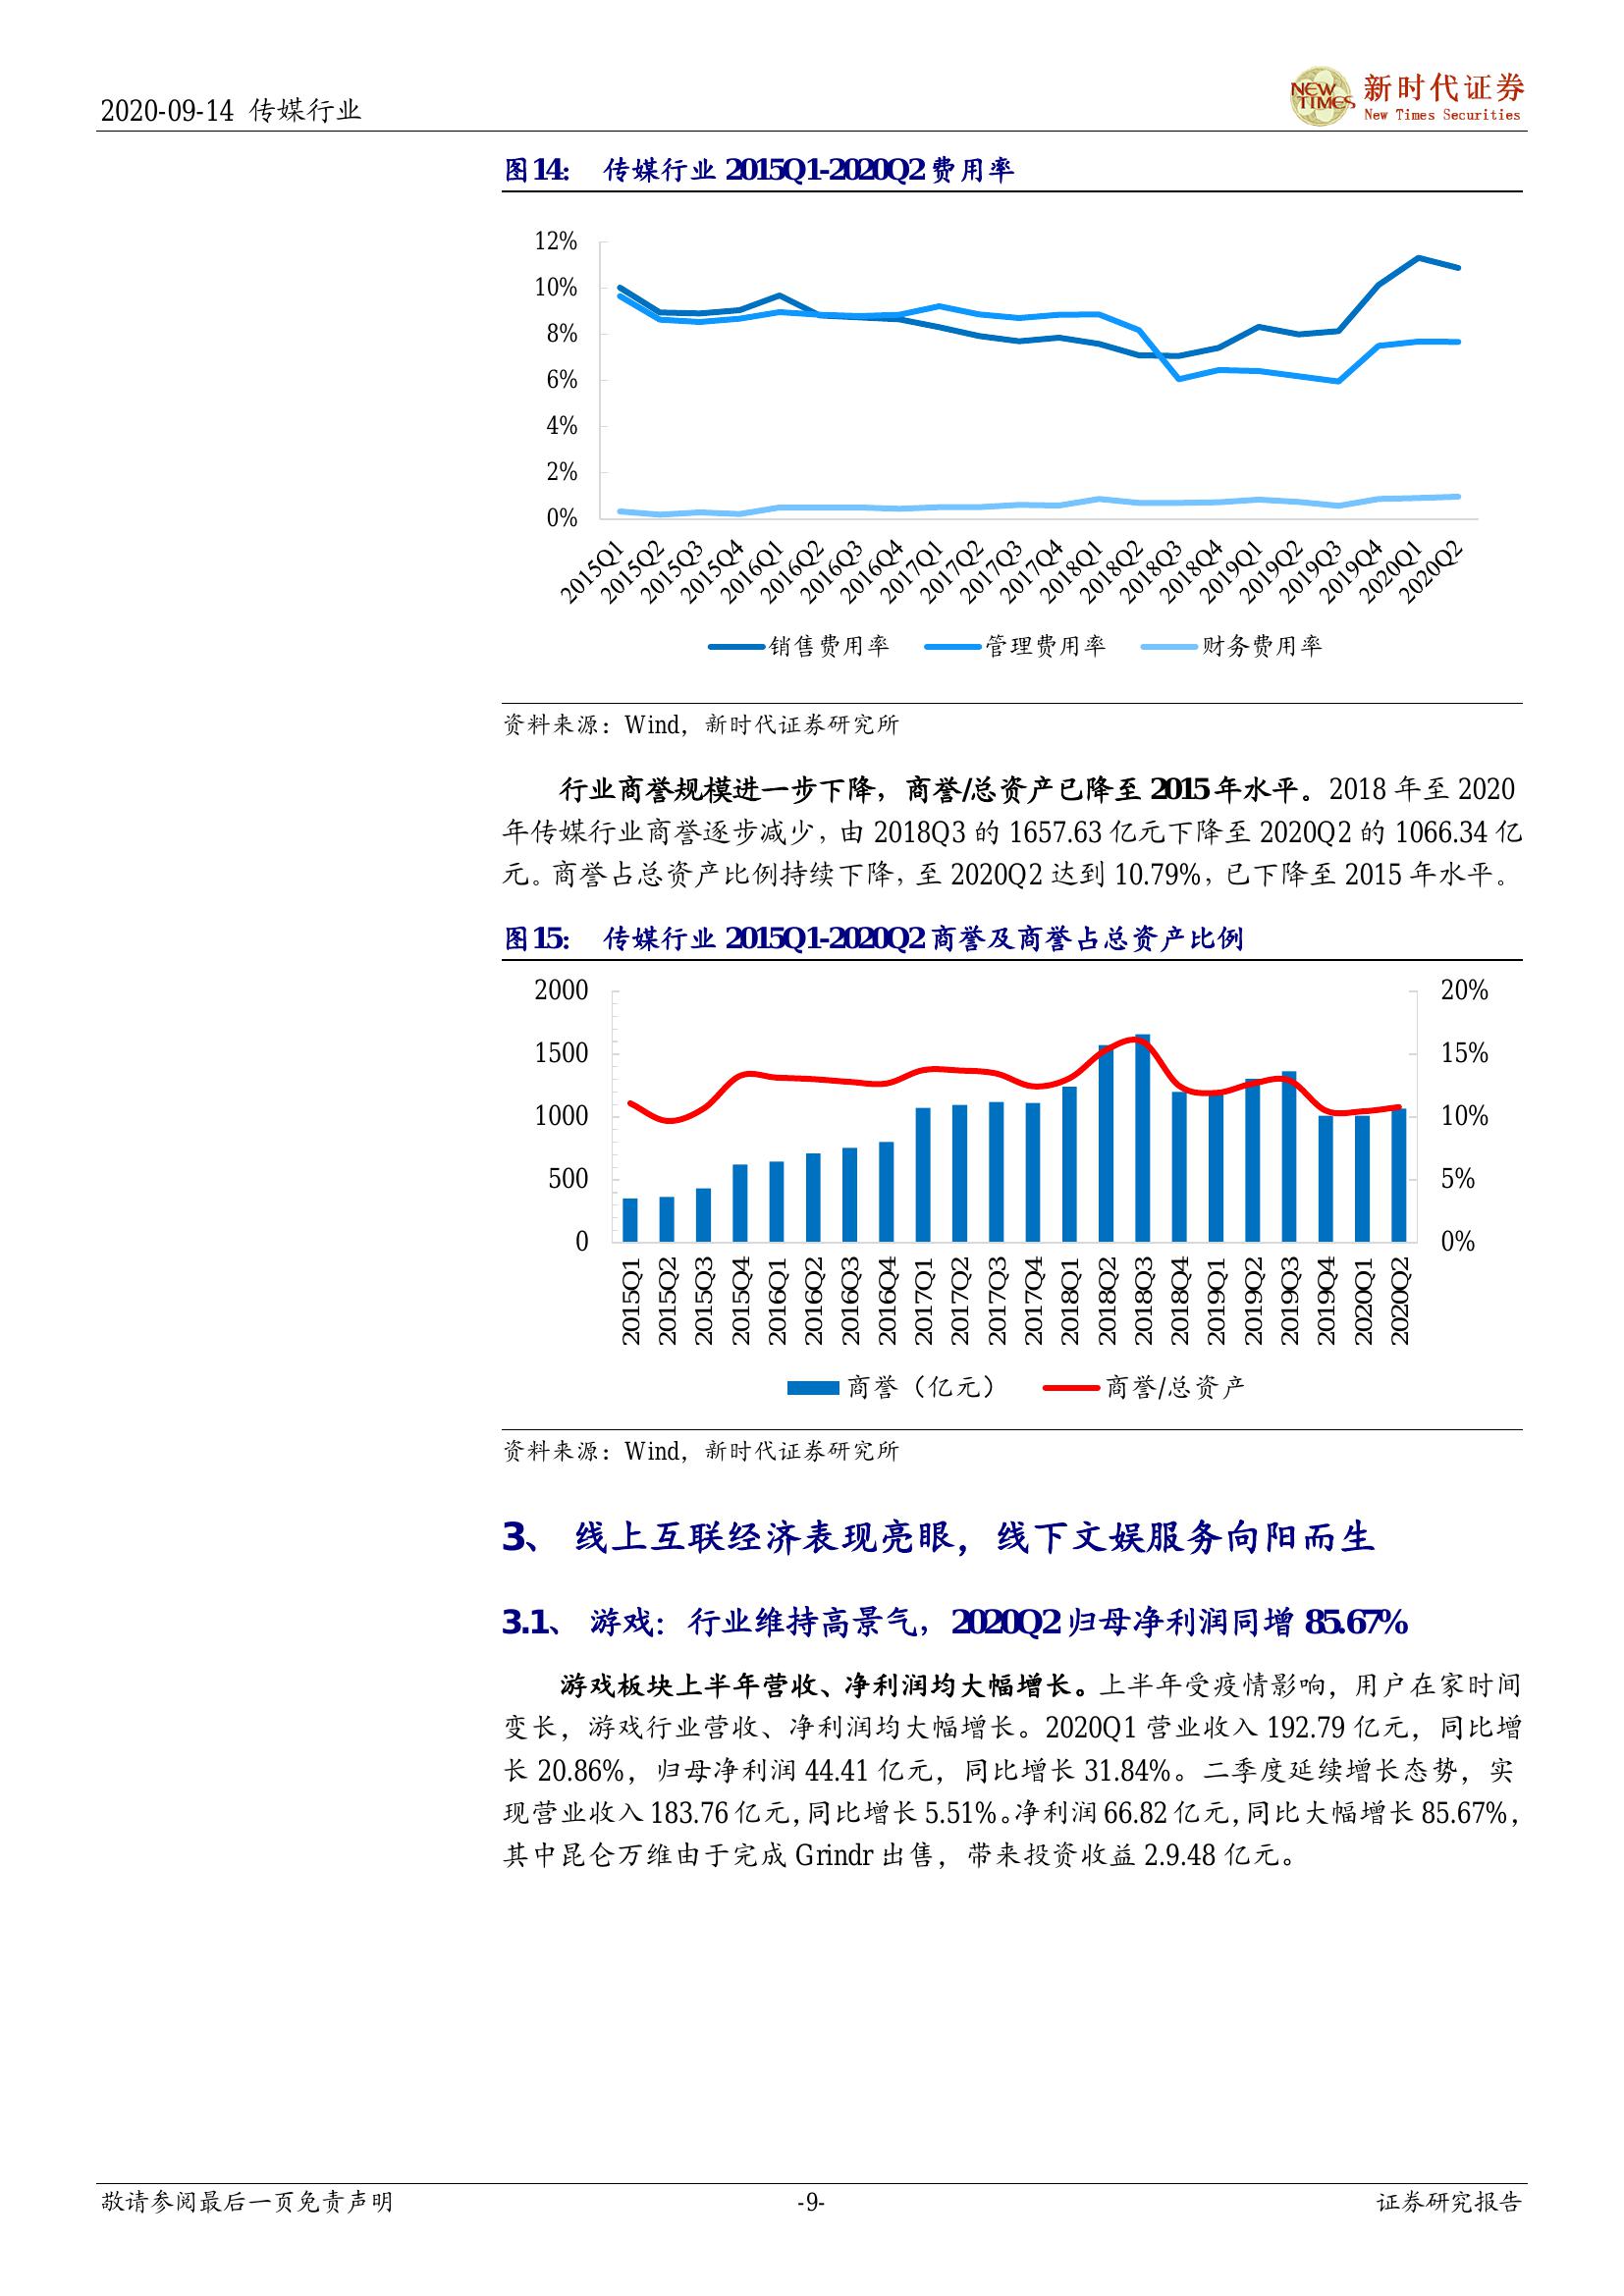 2020-09-14 传媒行业
NEW TIMES 新时代证券
New Times Securities
图14: 传媒行业 2015Q1-2020Q2 费用率
12%
10%
8%
6%
4%
2%
0%
2015Q1 2015Q2 2015Q3 2015Q4 2016Q1 2016Q2 2016Q3 2016Q4 2017Q1 2017Q2 2017Q3 2017Q4 2018Q1 2018Q2 2018Q3 2018Q4 2019Q1 2019Q2 2019Q3 2019Q4 2020Q1 2020Q2
销售费用率 管理费用率 财务费用率
资料来源：Wind，新时代证券研究所
行业商誉规模进一步下降，商誉/总资产已降至 2015 年水平。2018 年至 2020
年传媒行业商誉逐步减少，由 2018Q3 的 1657.63 亿元下降至 2020Q2 的 1066.34 亿
元。商誉占总资产比例持续下降，至 2020Q2 达到 10.79%，已下降至 2015 年水平。
图15: 传媒行业 2015Q1-2020Q2 商誉及商誉占总资产比例
2000 20%
1500 15%
1000 10%
500 5%
0 0%
2015Q1 2015Q2 2015Q3 2015Q4 2016Q1 2016Q2 2016Q3 2016Q4 2017Q1 2017Q2 2017Q3 2017Q4 2018Q1 2018Q2 2018Q3 2018Q4 2019Q1 2019Q2 2019Q3 2019Q4 2020Q1 2020Q2
商誉（亿元） 商誉/总资产
资料来源：Wind，新时代证券研究所
3、 线上互联经济表现亮眼，线下文娱服务向阳而生
3.1、 游戏：行业维持高景气，2020Q2 归母净利润同增 85.67%
游戏板块上半年营收、净利润均大幅增长。上半年受疫情影响，用户在家时间
变长，游戏行业营收、净利润均大幅增长。2020Q1 营业收入 192.79 亿元，同比增
长 20.86%，归母净利润 44.41 亿元，同比增长 31.84%。二季度延续增长态势，实
现营业收入 183.76 亿元，同比增长 5.51%。净利润 66.82 亿元，同比大幅增长 85.67%，
其中昆仑万维由于完成 Grindr 出售，带来投资收益 2.9.48 亿元。
敬请参阅最后一页免责声明 -9- 证券研究报告